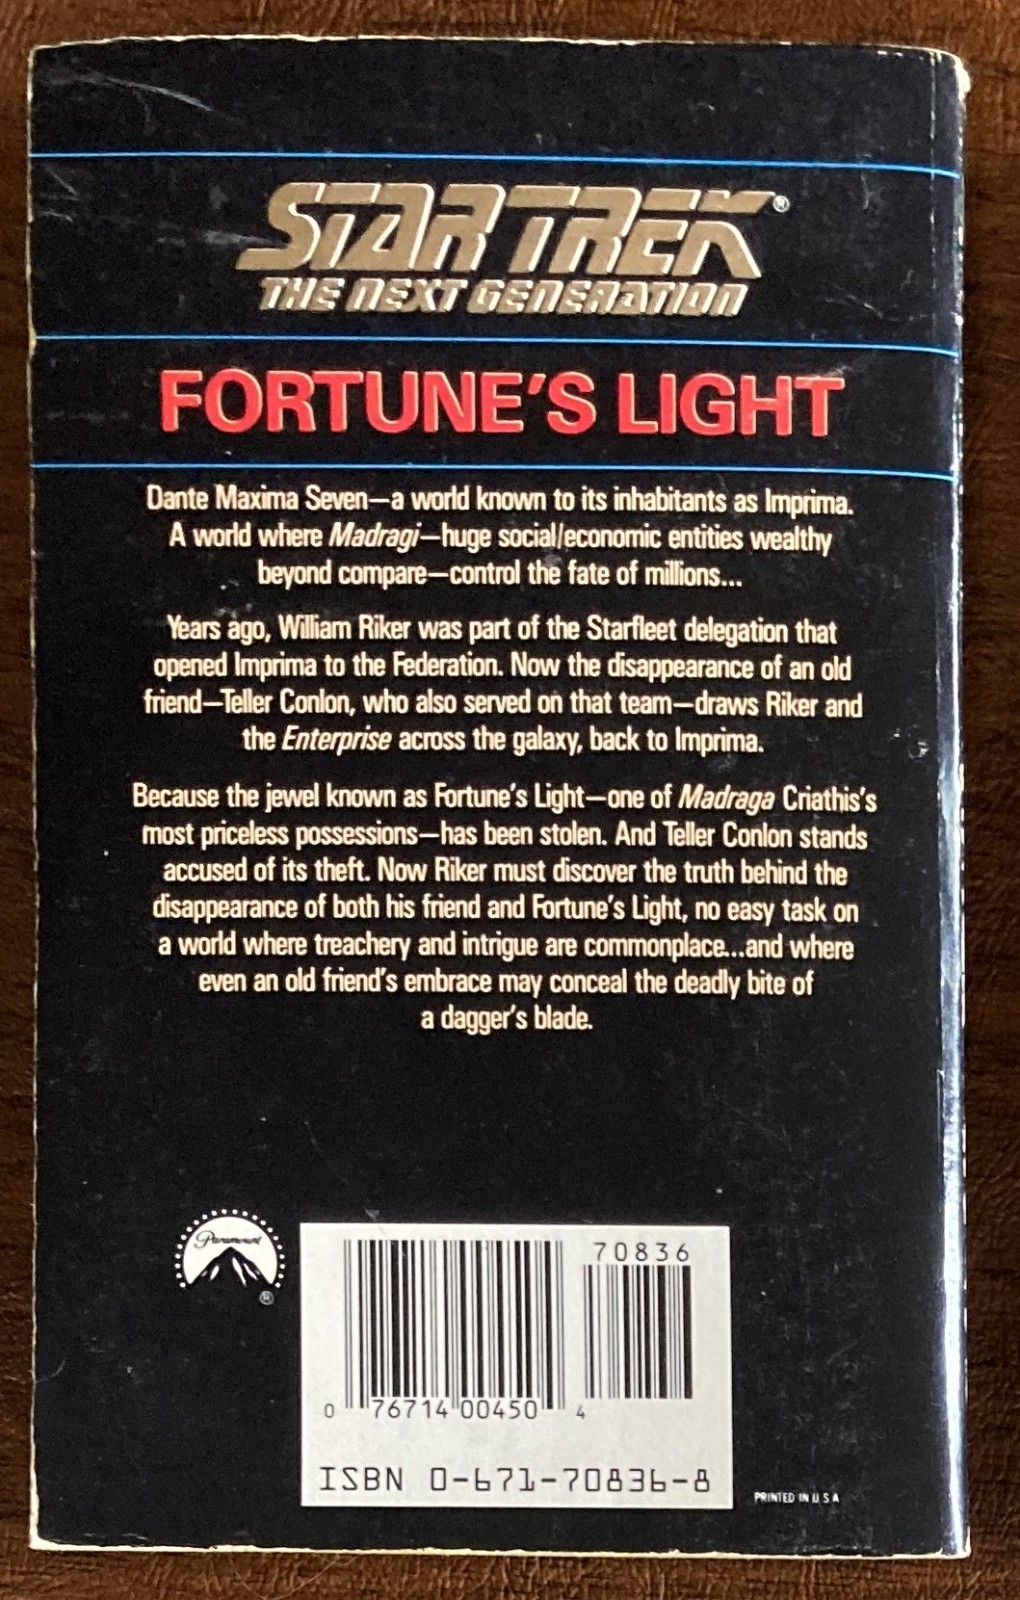 STAR TREK®
THE NEXT GENERATION
FORTUNE'S LIGHT
Dante Maxima Seven—a world known to its inhabitants as Imprima.
A world where Madragi—huge social/economic entities wealthy
beyond compare—control the fate of millions...
Years ago, William Riker was part of the Starfleet delegation that
opened Imprima to the Federation. Now the disappearance of an old
friend—Teller Conlon, who also served on that team—draws Riker and
the Enterprise across the galaxy, back to Imprima.
Because the jewel known as Fortune's Light—one of Madraga Criathis's
most priceless possessions—has been stolen. And Teller Conlon stands
accused of its theft. Now Riker must discover the truth behind the
disappearance of both his friend and Fortune's Light, no easy task on
a world where treachery and intrigue are commonplace...and where
even an old friend's embrace may conceal the deadly bite of
a dagger's blade.
Paramount
®
70836
0 76714 00450 4
ISBN 0-671-70836-8
PRINTED IN U S A